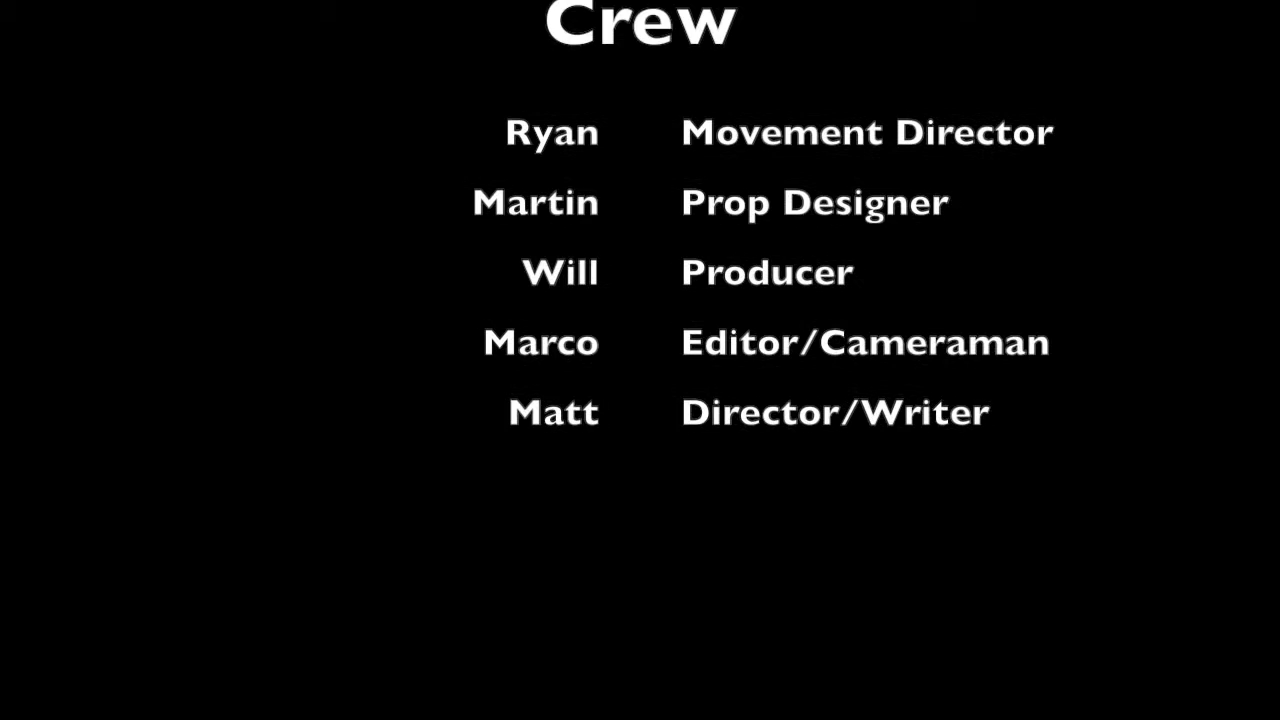 Crew
Ryan Movement Director
Martin Prop Designer
Will Producer
Marco Editor/Cameraman
Matt Director/Writer